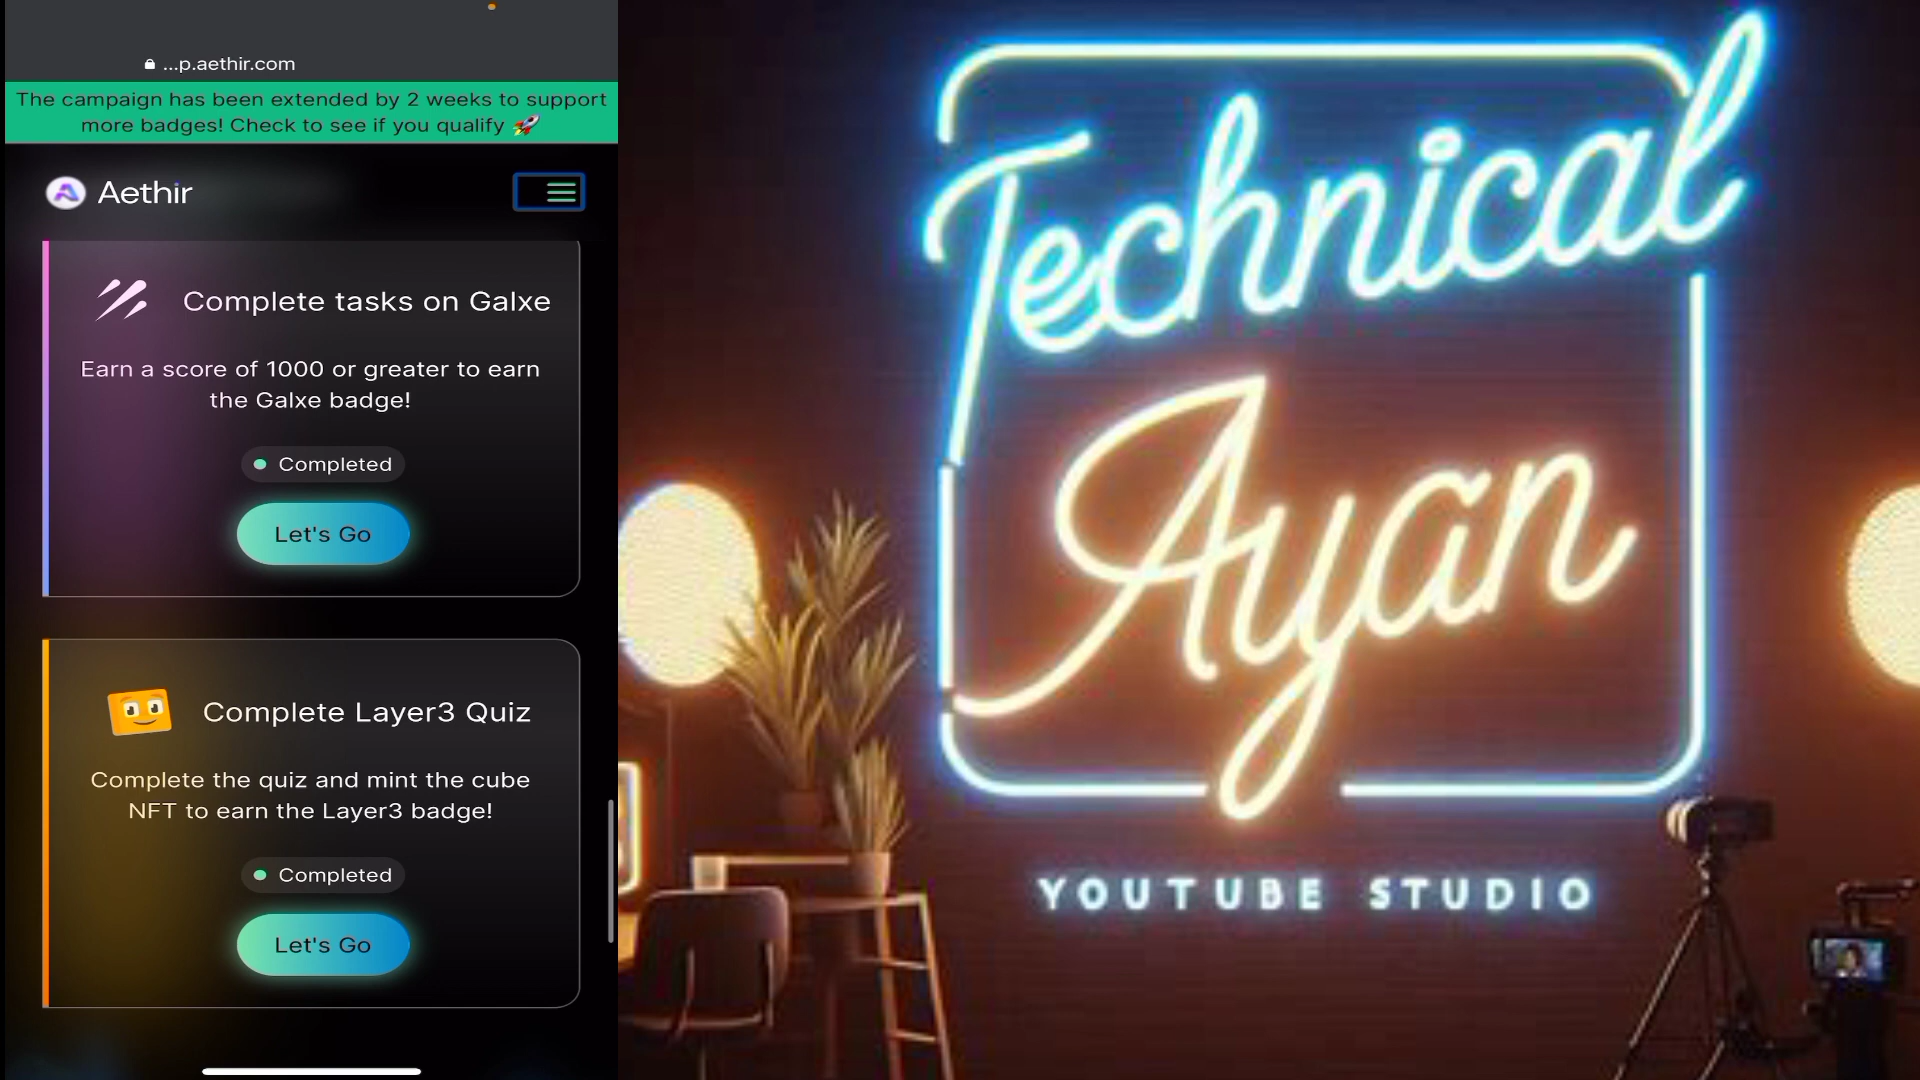 ...p.aethir.com
The campaign has been extended by 2 weeks to support
more badges! Check to see if you qualify 🚀
Aethir
Complete tasks on Galxe
Earn a score of 1000 or greater to earn
the Galxe badge!
Completed
Let's Go
Complete Layer3 Quiz
Complete the quiz and mint the cube
NFT to earn the Layer3 badge!
Completed
Let's Go
Technical
Ayan
YOUTUBE STUDIO